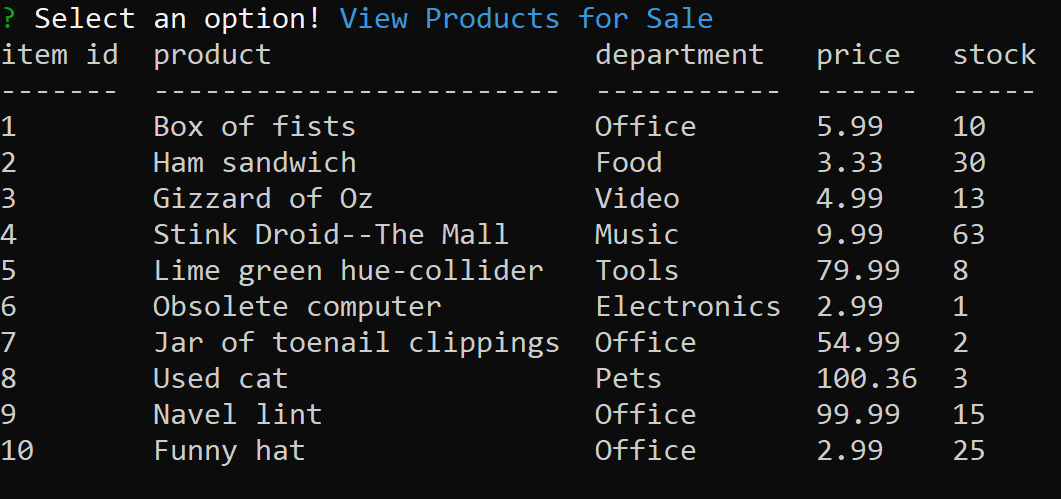 ? Select an option! View Products for Sale
item id  product                   department   price   stock
-------  ------------------------  -----------  ------  -----
1        Box of fists              Office       5.99    10
2        Ham sandwich              Food         3.33    30
3        Gizzard of Oz             Video        4.99    13
4        Stink Droid--The Mall     Music        9.99    63
5        Lime green hue-collider   Tools        79.99   8
6        Obsolete computer         Electronics  2.99    1
7        Jar of toenail clippings  Office       54.99   2
8        Used cat                  Pets         100.36  3
9        Navel lint                Office       99.99   15
10       Funny hat                 Office       2.99    25